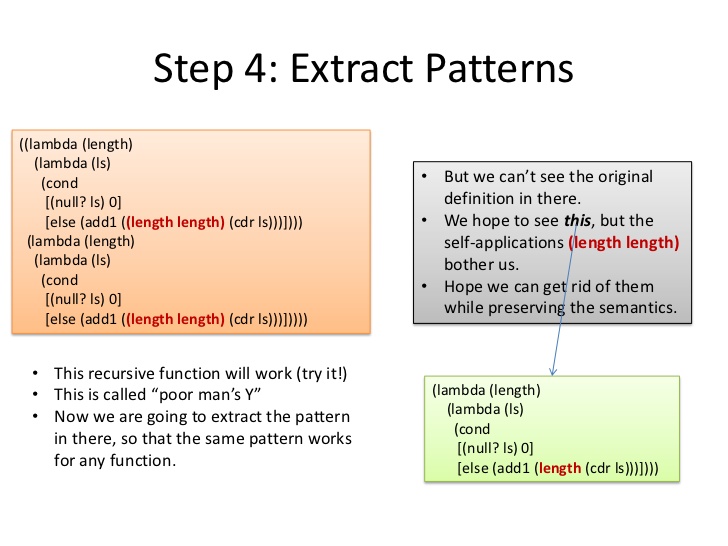 Step 4: Extract Patterns
((lambda (length)
(lambda (ls)
(cond
[(null? ls) 0]
[else (add1 ((length length) (cdr ls)))])))
(lambda (length)
(lambda (ls)
(cond
[(null? ls) 0]
[else (add1 ((length length) (cdr ls)))]))))
• This recursive function will work (try it!)
• This is called “poor man’s Y”
• Now we are going to extract the pattern
in there, so that the same pattern works
for any function.
• But we can’t see the original
definition in there.
• We hope to see this, but the
self-applications (length length)
bother us.
• Hope we can get rid of them
while preserving the semantics.
(lambda (length)
(lambda (ls)
(cond
[(null? ls) 0]
[else (add1 (length (cdr ls)))])))